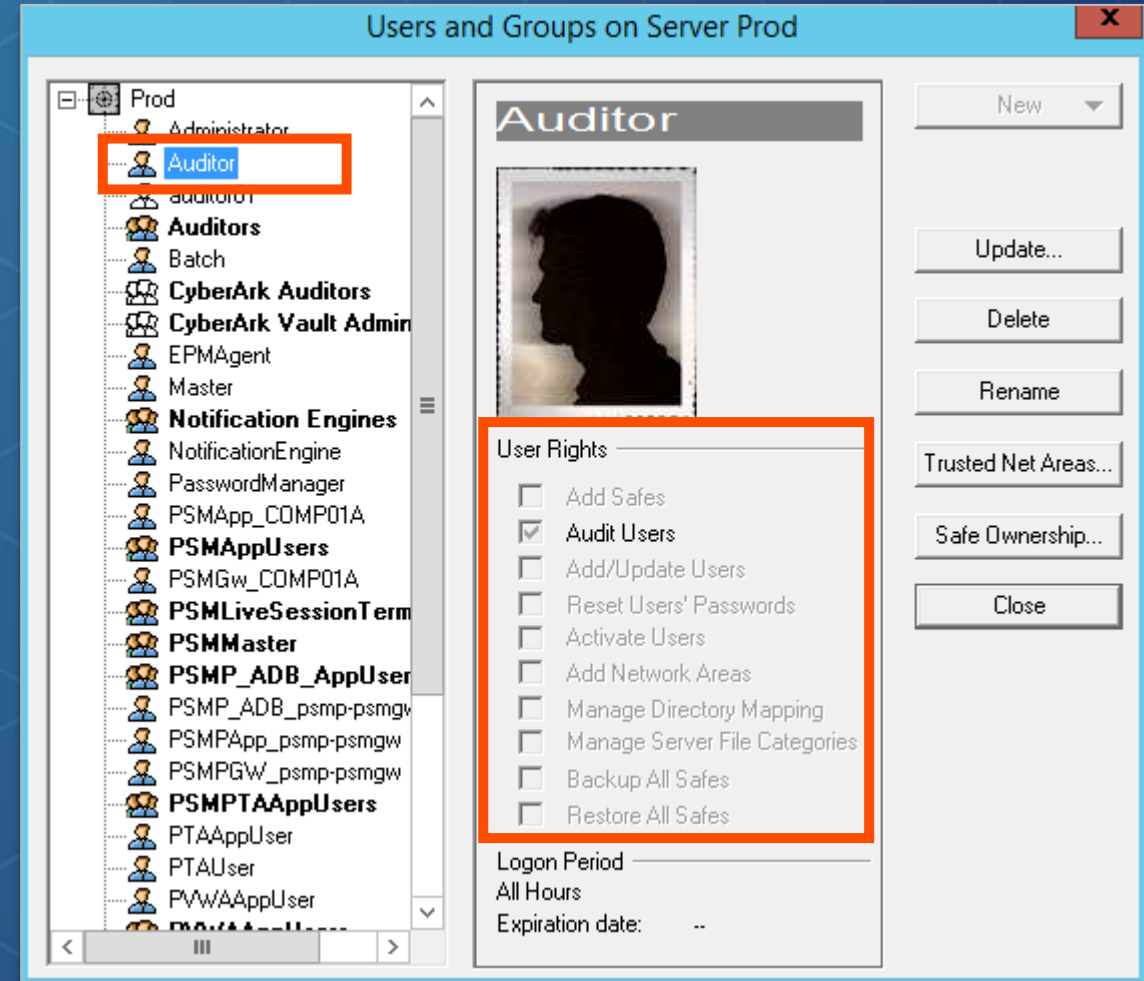 Users and Groups on Server Prod
x
Prod
Administrator
Auditor
auditor01
Auditors
Batch
CyberArk Auditors
CyberArk Vault Admin
EPMAgent
Master
Notification Engines
NotificationEngine
PasswordManager
PSMApp_COMP01A
PSMAppUsers
PSMGw_COMP01A
PSMLiveSessionTerm
PSMMaster
PSMP_ADB_AppUser
PSMP_ADB_psmp-psmgw
PSMPApp_psmp-psmgw
PSMPGW_psmp-psmgw
PSMPTAAppUsers
PTAAppUser
PTAUser
PVWAAppUser
PVWAAppUsers
Auditor
User Rights
Add Safes
Audit Users
Add/Update Users
Reset Users' Passwords
Activate Users
Add Network Areas
Manage Directory Mapping
Manage Server File Categories
Backup All Safes
Restore All Safes
Logon Period
All Hours
Expiration date: --
New
Update...
Delete
Rename
Trusted Net Areas...
Safe Ownership...
Close